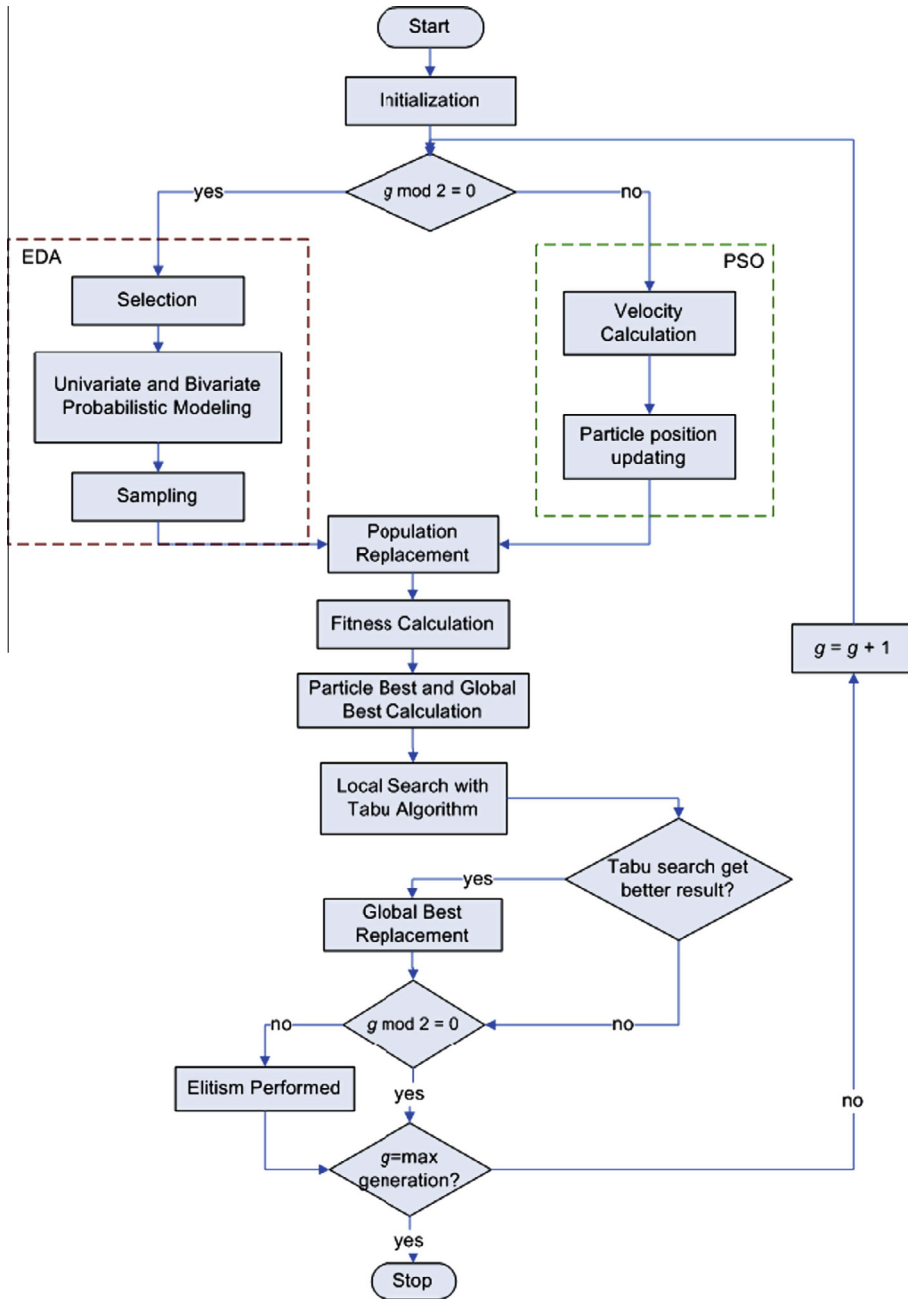 Start
Initialization
g mod 2 = 0
yes
no
EDA
PSO
Selection
Velocity
Calculation
Univariate and Bivariate
Probabilistic Modeling
Particle position
updating
Sampling
Population
Replacement
Fitness Calculation
g = g + 1
Particle Best and Global
Best Calculation
Local Search with
Tabu Algorithm
Tabu search get
better result?
yes
Global Best
Replacement
g mod 2 = 0
no
no
Elitism Performed
yes
no
g=max
generation?
yes
Stop